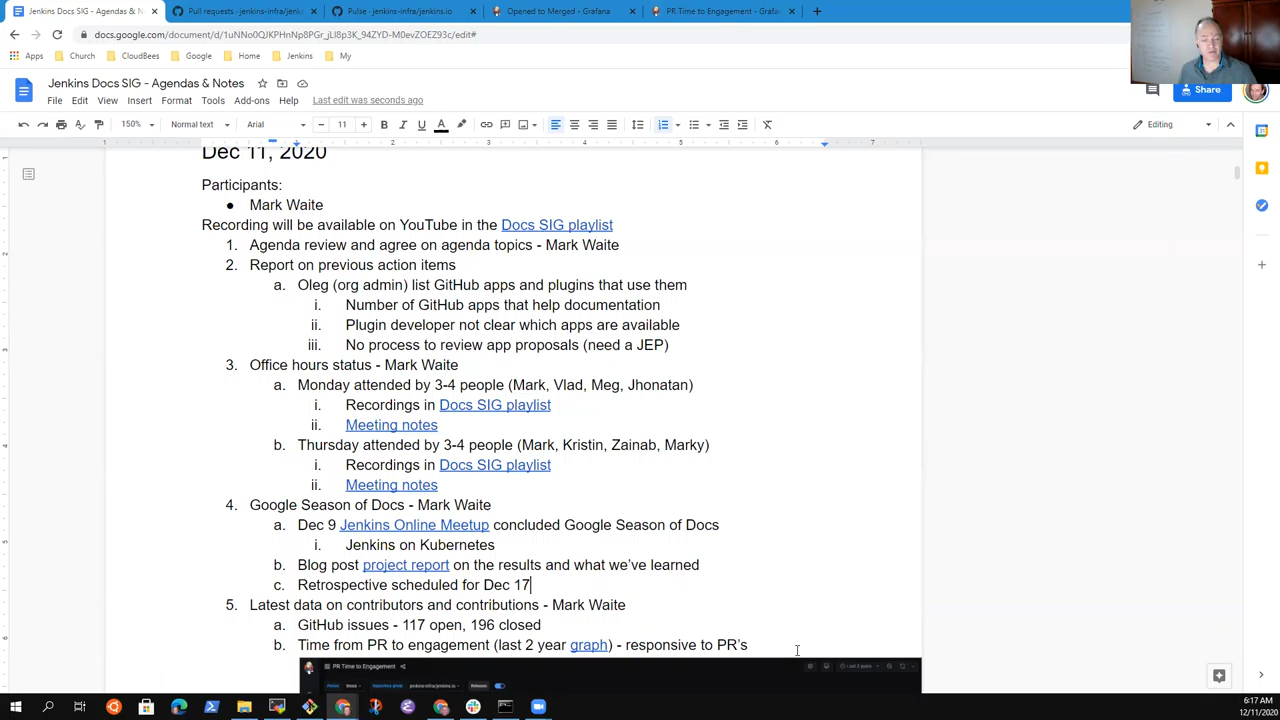 Jenkins Docs SIG - Agendas & N
Pull requests · jenkins-infra/jenk
Pulse · jenkins-infra/jenkins.io
Opened to Merged - Grafana
PR Time to Engagement - Grafan
docs.google.com/document/d/1uNNo0QJKPHnNp8PGr_jLl8p3K_94ZYD-M0evZOEZ93c/edit#
Apps
Church
CloudBees
Google
Home
Jenkins
My
Jenkins Docs SIG - Agendas & Notes
File Edit View Insert Format Tools Add-ons Help Last edit was seconds ago
Share
150% Normal text Arial 11 Editing
1 1 2 3 4 5 6 7
Dec 11, 2020
Participants:
● Mark Waite
Recording will be available on YouTube in the Docs SIG playlist
1. Agenda review and agree on agenda topics - Mark Waite
2. Report on previous action items
a. Oleg (org admin) list GitHub apps and plugins that use them
i. Number of GitHub apps that help documentation
ii. Plugin developer not clear which apps are available
iii. No process to review app proposals (need a JEP)
3. Office hours status - Mark Waite
a. Monday attended by 3-4 people (Mark, Vlad, Meg, Jhonatan)
i. Recordings in Docs SIG playlist
ii. Meeting notes
b. Thursday attended by 3-4 people (Mark, Kristin, Zainab, Marky)
i. Recordings in Docs SIG playlist
ii. Meeting notes
4. Google Season of Docs - Mark Waite
a. Dec 9 Jenkins Online Meetup concluded Google Season of Docs
i. Jenkins on Kubernetes
b. Blog post project report on the results and what we've learned
c. Retrospective scheduled for Dec 17
5. Latest data on contributors and contributions - Mark Waite
a. GitHub issues - 117 open, 196 closed
b. Time from PR to engagement (last 2 year graph) - responsive to PR's
PR Time to Engagement
6:17 AM
12/11/2020